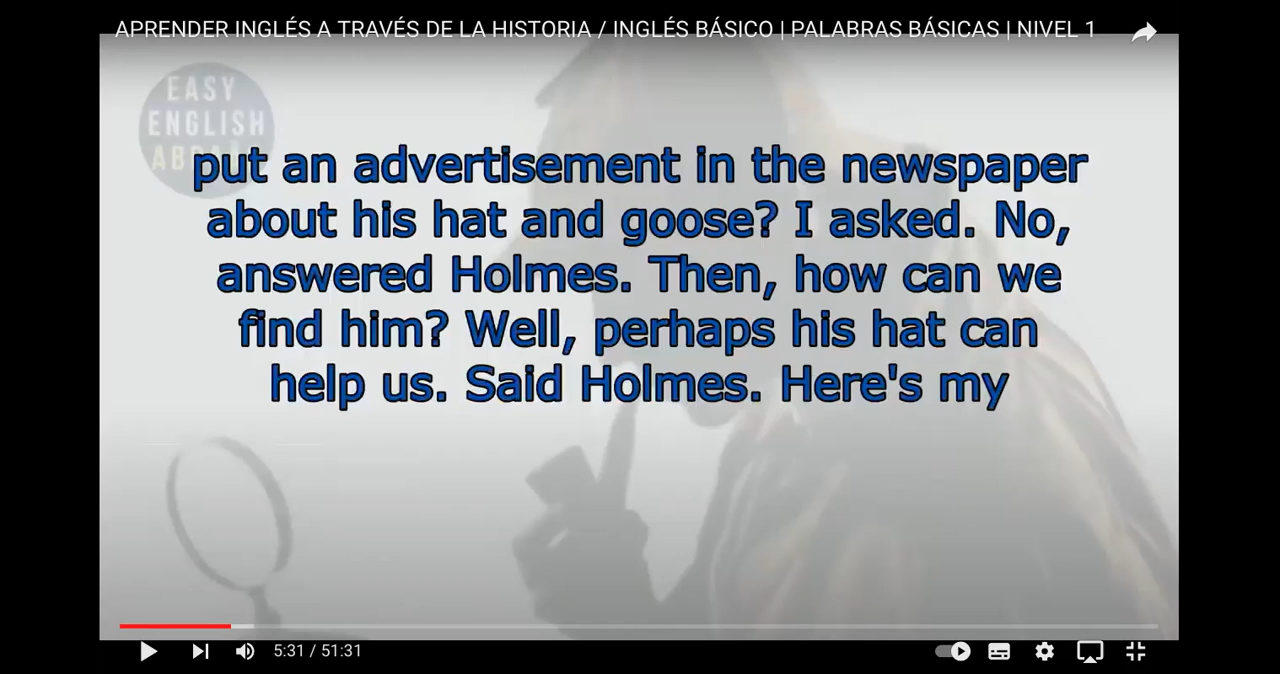 APRENDER INGLÉS A TRAVÉS DE LA HISTORIA / INGLÉS BÁSICO | PALABRAS BÁSICAS | NIVEL 1
EASY
ENGLISH
ABROAD
put an advertisement in the newspaper
about his hat and goose? I asked. No,
answered Holmes. Then, how can we
find him? Well, perhaps his hat can
help us. Said Holmes. Here's my
5:31 / 51:31